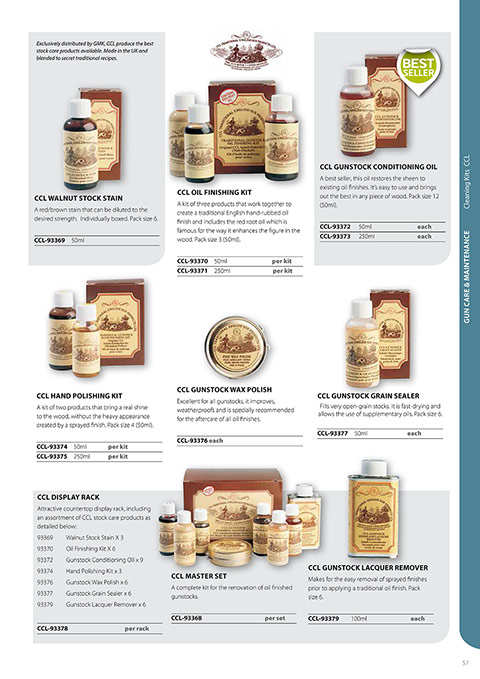 Exclusively distributed by GMK, CCL produce the best
stock care products available. Made in the UK and
blended to secret traditional recipes.
BEST
SELLER
CCL WALNUT STOCK STAIN
A red/brown stain that can be diluted to the
desired strength. Individually boxed. Pack size 6.
CCL-93369 50ml
CCL OIL FINISHING KIT
A kit of three products that work together to
create a traditional English hand-rubbed oil
finish and includes the red root oil which is
famous for the way it enhances the figure in the
wood. Pack size 3 (50ml).
CCL-93370 50ml per kit
CCL-93371 250ml per kit
CCL GUNSTOCK CONDITIONING OIL
A best seller, this oil restores the sheen to
existing oil finishes. It's easy to use and brings
out the best in any piece of wood. Pack size 12
(50ml).
CCL-93372 50ml each
CCL-93373 250ml each
CCL HAND POLISHING KIT
A kit of two products that bring a real shine
to the wood, without the heavy appearance
created by a sprayed finish. Pack size 4 (50ml).
CCL-93374 50ml per kit
CCL-93375 250ml per kit
CCL GUNSTOCK WAX POLISH
Excellent for all gunstocks, it improves,
weatherproofs and is specially recommended
for the aftercare of all oil finishes.
CCL-93376 each
CCL GUNSTOCK GRAIN SEALER
Fills very open-grain stocks. It is fast-drying and
allows the use of supplementary oils. Pack size 6.
CCL-93377 50ml each
CCL DISPLAY RACK
Attractive countertop display rack, including
an assortment of CCL stock care products as
detailed below:
93369 Walnut Stock Stain X 3
93370 Oil Finishing Kit X 6
93372 Gunstock Conditioning Oil x 9
93374 Hand Polishing Kit x 3
93376 Gunstock Wax Polish x 6
93377 Gunstock Grain Sealer x 6
93379 Gunstock Lacquer Remover x 6
CCL-93378 per rack
CCL MASTER SET
A complete kit for the renovation of oil finished
gunstocks.
CCL-93368 per set
CCL GUNSTOCK LACQUER REMOVER
Makes for the easy removal of sprayed finishes
prior to applying a traditional oil finish. Pack
size 6.
CCL-93379 100ml each
GUN CARE & MAINTENANCE Cleaning Kits CCL
57